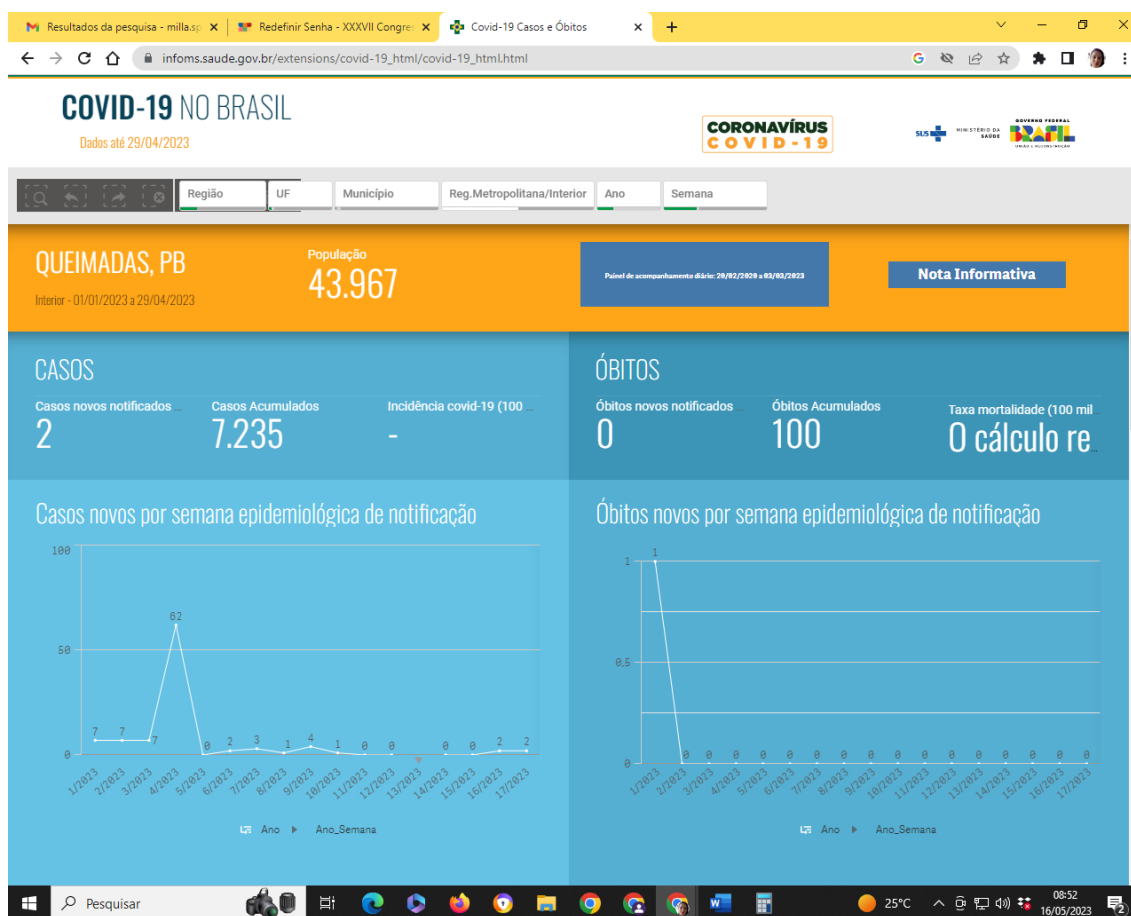 Resultados da pesquisa - milla.sp
Redefinir Senha - XXXVII Congre
Covid-19 Casos e Óbitos
infoms.saude.gov.br/extensions/covid-19_html/covid-19_html.html
COVID-19 NO BRASIL
Dados até 29/04/2023
CORONAVÍRUS
COVID-19
SUS
MINISTÉRIO DA
SAÚDE
GOVERNO FEDERAL
BRASIL
UNIÃO E RECONSTRUÇÃO
Região
UF
Município
Reg.Metropolitana/Interior
Ano
Semana
QUEIMADAS, PB
Interior - 01/01/2023 a 29/04/2023
População
43.967
Painel de acompanhamento diário: 20/02/2020 a 03/03/2023
Nota Informativa
CASOS
Casos novos notificados ...
2
Casos Acumulados
7.235
Incidência covid-19 (100 ...
-
ÓBITOS
Óbitos novos notificados
0
Óbitos Acumulados
100
Taxa mortalidade (100 mil
O cálculo re...
Casos novos por semana epidemiológica de notificação
100
50
0
7 7 7 62 0 2 3 1 4 1 0 0 0 0 2 2
1/2023 2/2023 3/2023 4/2023 5/2023 6/2023 7/2023 8/2023 9/2023 10/2023 11/2023 12/2023 13/2023 14/2023 15/2023 16/2023 17/2023
Ano Ano_Semana
Óbitos novos por semana epidemiológica de notificação
1
0.5
0
1 0 0 0 0 0 0 0 0 0 0 0 0 0 0 0 0
1/2023 2/2023 3/2023 4/2023 5/2023 6/2023 7/2023 8/2023 9/2023 10/2023 11/2023 12/2023 13/2023 14/2023 15/2023 16/2023 17/2023
Ano Ano_Semana
Pesquisar
25°C
08:52
16/05/2023
2